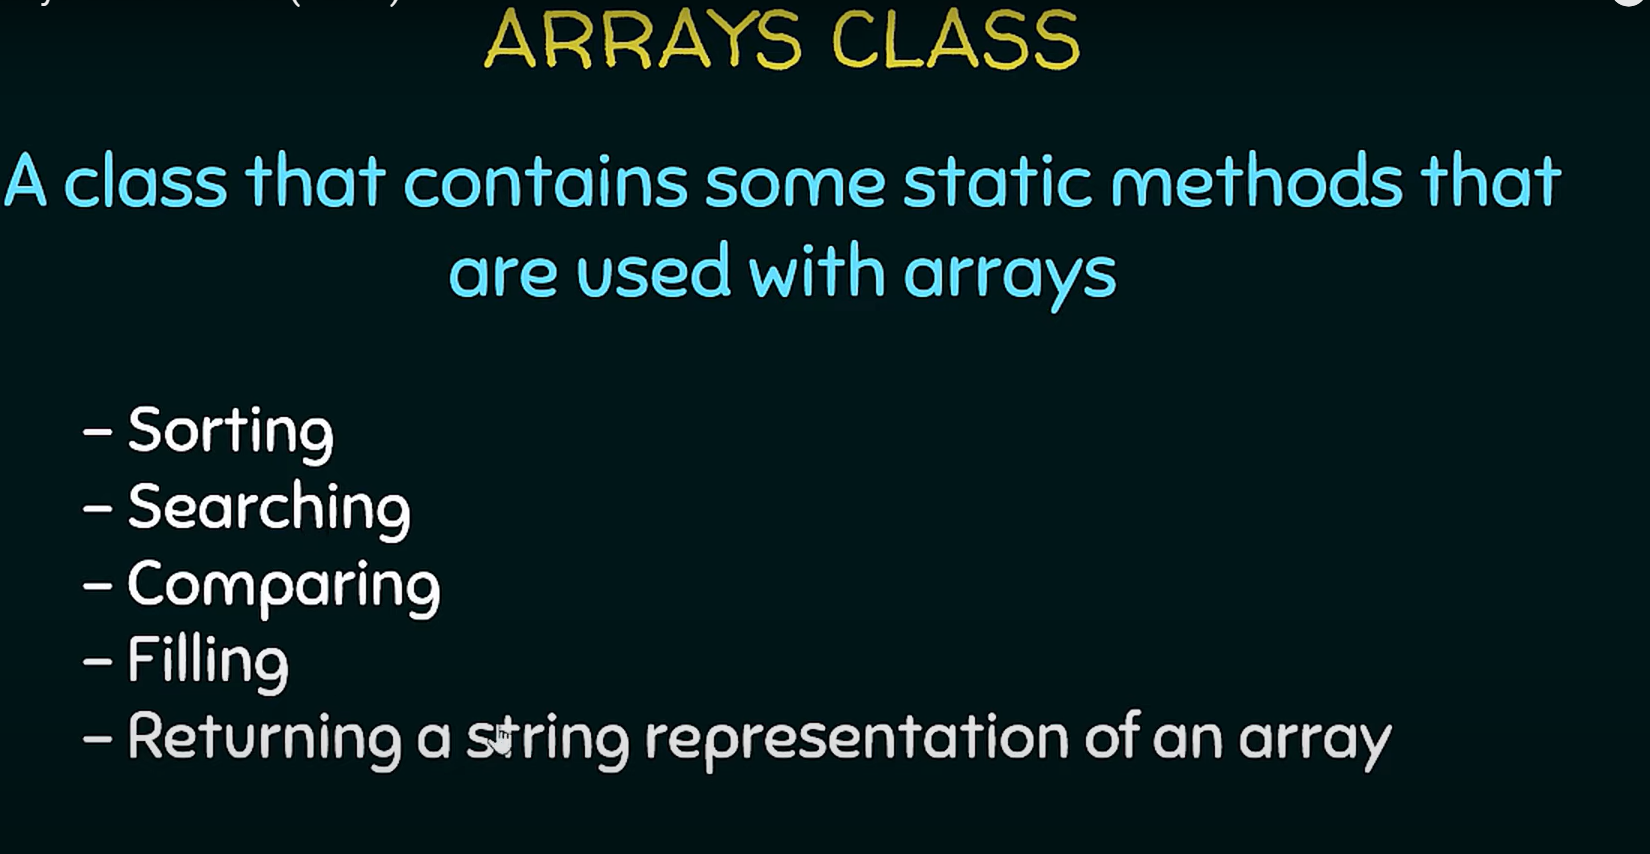 ARRAYS CLASS
A class that contains some static methods that
are used with arrays
- Sorting
- Searching
- Comparing
- Filling
- Returning a string representation of an array